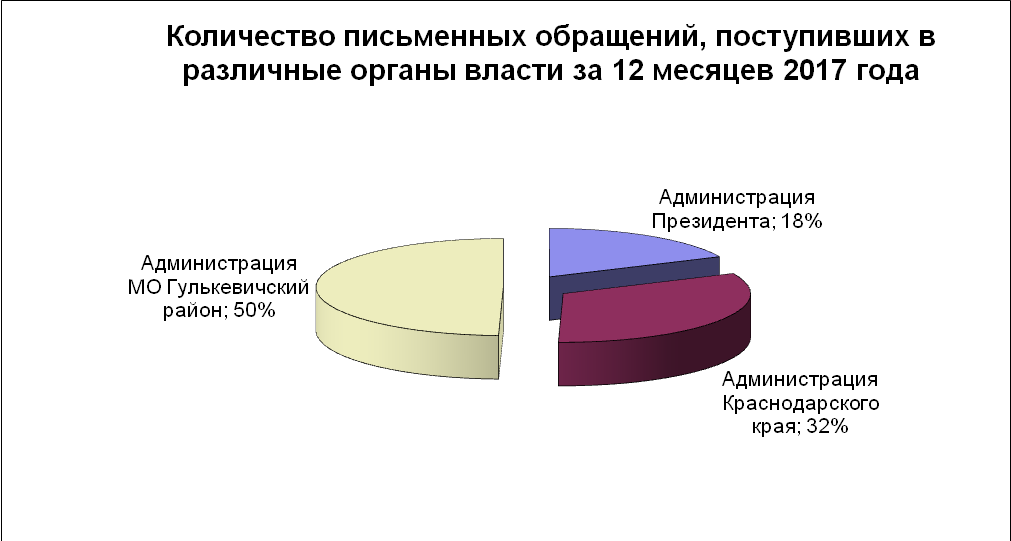 Количество письменных обращений, поступивших в
различные органы власти за 12 месяцев 2017 года
Администрация
Президента; 18%
Администрация
МО Гулькевичский
район; 50%
Администрация
Краснодарского
края; 32%